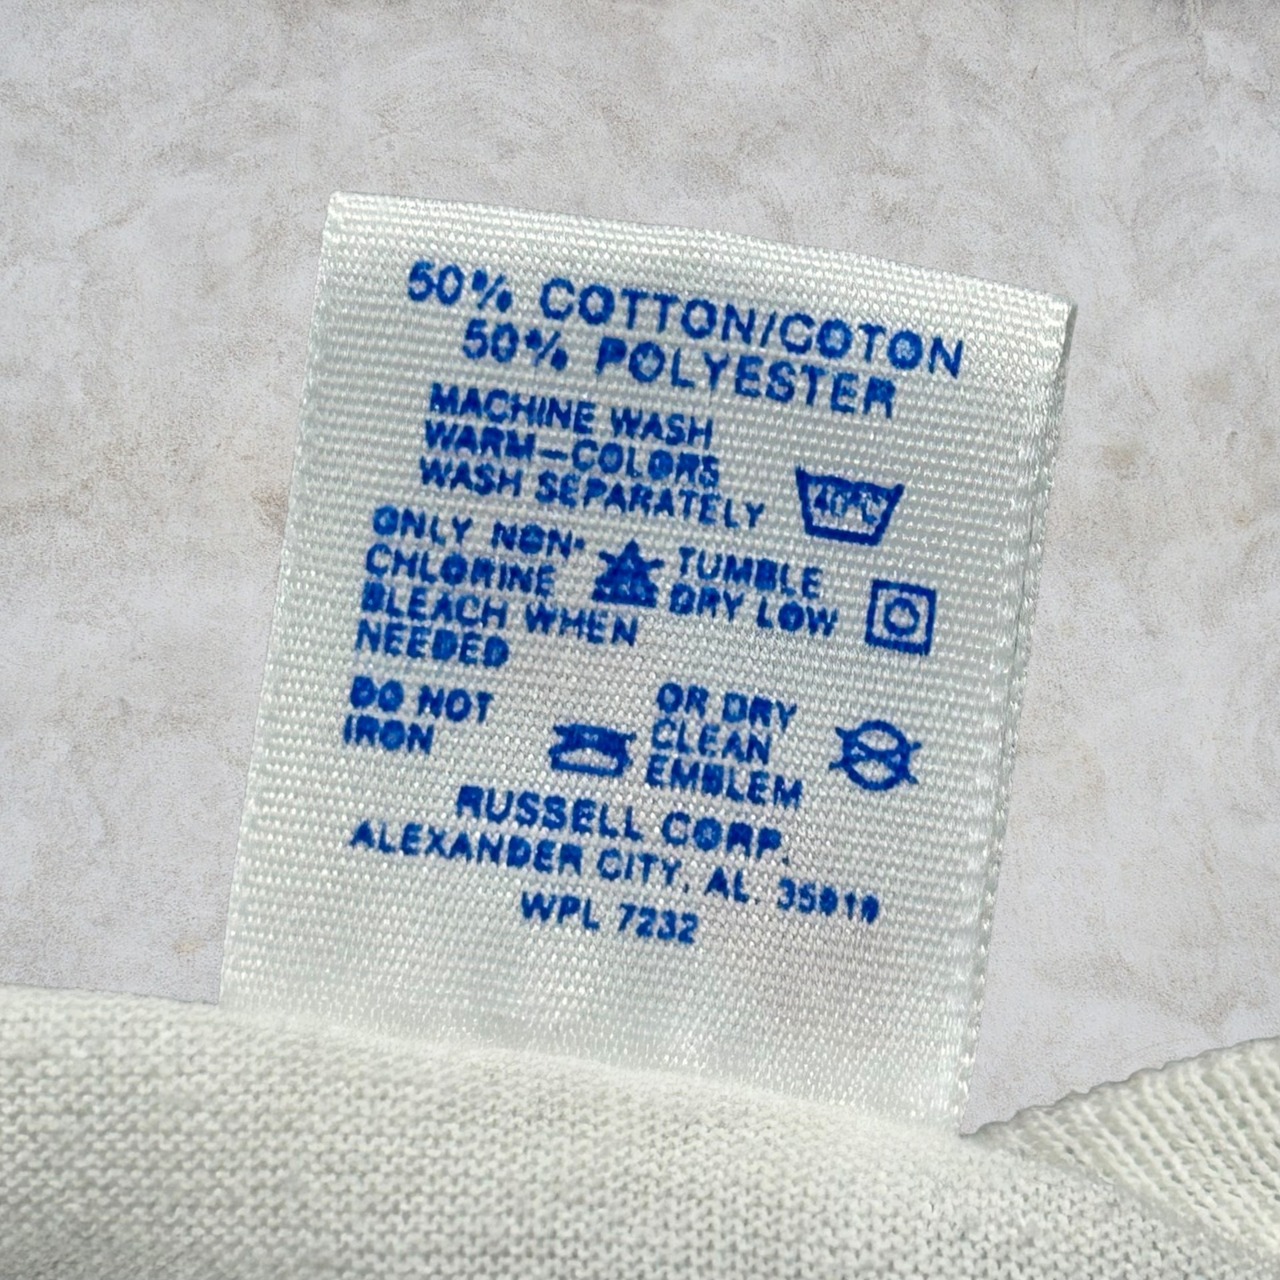 50% COTTON/COTON
50% POLYESTER
MACHINE WASH
WARM—COLORS
WASH SEPARATELY
40°C
ONLY NON-
CHLORINE
BLEACH WHEN
NEEDED
TUMBLE
DRY LOW
DO NOT
IRON
OR DRY
CLEAN
EMBLEM
RUSSELL CORP.
ALEXANDER CITY, AL. 35010
WPL 7232